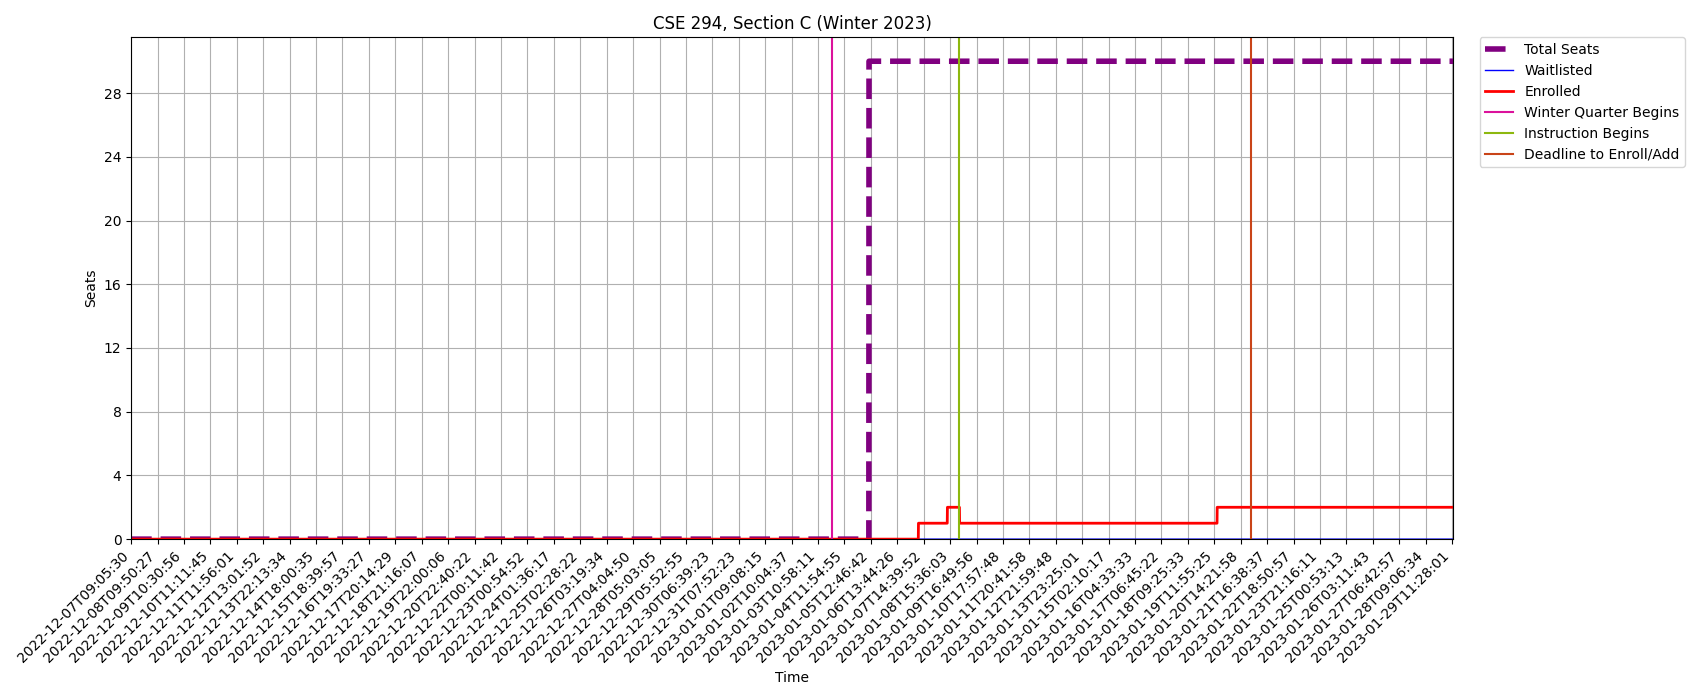 CSE 294, Section C (Winter 2023)
Total Seats
Waitlisted
Enrolled
Winter Quarter Begins
Instruction Begins
Deadline to Enroll/Add
Seats
28
24
20
16
12
8
4
0
2022-12-07T09:05:30
2022-12-08T09:50:27
2022-12-09T10:30:56
2022-12-10T11:11:45
2022-12-11T11:56:01
2022-12-12T13:01:52
2022-12-13T22:13:34
2022-12-14T18:00:35
2022-12-15T18:39:57
2022-12-16T19:33:27
2022-12-17T20:14:29
2022-12-18T21:16:07
2022-12-19T22:00:06
2022-12-20T22:40:22
2022-12-22T00:11:42
2022-12-23T00:54:52
2022-12-24T01:36:17
2022-12-25T02:28:22
2022-12-26T03:19:34
2022-12-27T04:04:50
2022-12-28T05:03:05
2022-12-29T05:52:55
2022-12-30T06:39:23
2022-12-31T07:52:23
2023-01-01T09:08:15
2023-01-02T10:04:37
2023-01-03T10:58:11
2023-01-04T11:54:55
2023-01-05T12:46:42
2023-01-06T13:44:26
2023-01-07T14:39:52
2023-01-08T15:36:03
2023-01-09T16:49:56
2023-01-10T17:57:48
2023-01-11T20:41:58
2023-01-12T21:59:48
2023-01-13T23:25:01
2023-01-15T02:10:17
2023-01-16T04:33:33
2023-01-17T06:45:22
2023-01-18T09:25:33
2023-01-19T11:55:25
2023-01-20T14:21:58
2023-01-21T16:38:37
2023-01-22T18:50:57
2023-01-23T21:16:11
2023-01-25T00:53:13
2023-01-26T03:11:43
2023-01-27T06:42:57
2023-01-28T09:06:34
2023-01-29T11:28:01
Time